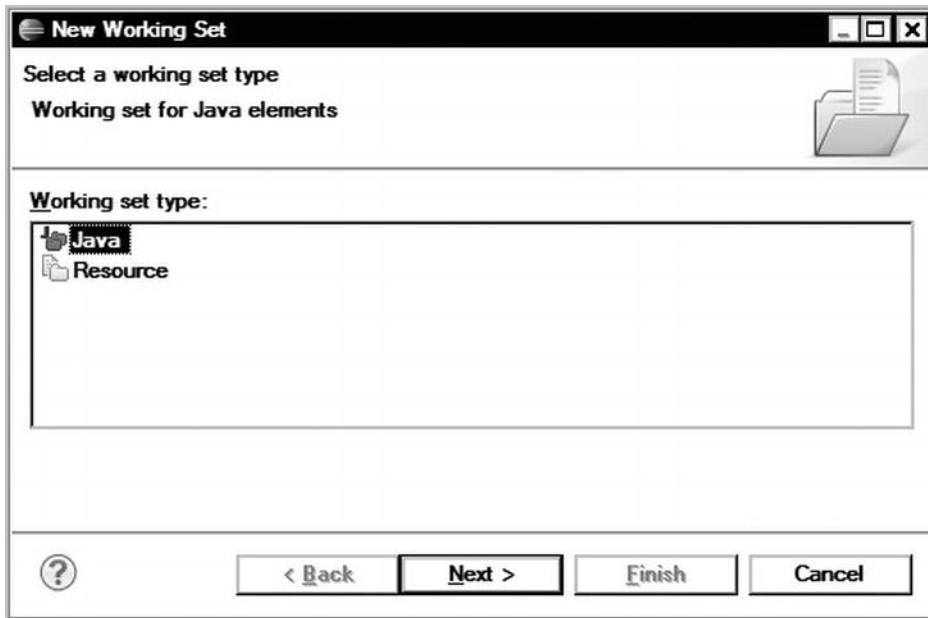 New Working Set
Select a working set type
Working set for Java elements
Working set type:
Java
Resource
< Back Next > Finish Cancel